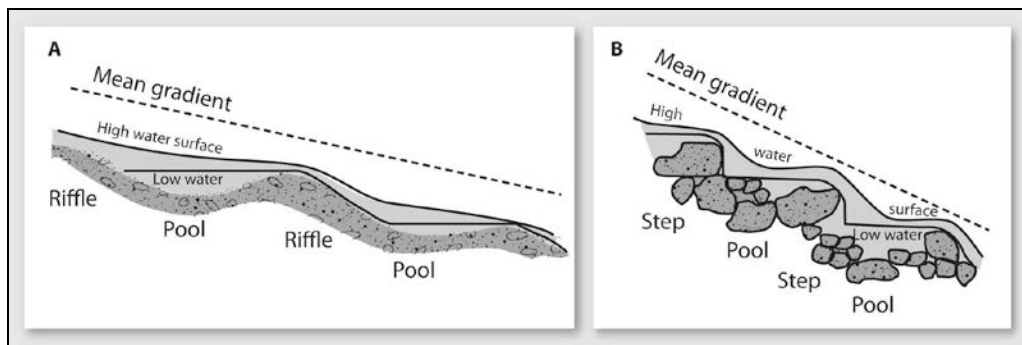 A
Mean gradient
High water surface
Low water
Riffle
Pool
Riffle
Pool
B
Mean gradient
High
water
surface
Low water
Step
Pool
Step
Pool